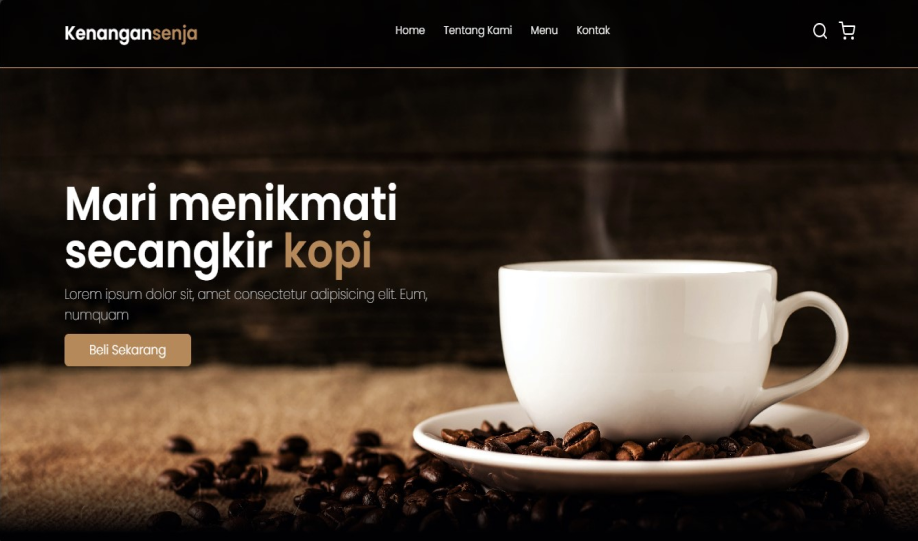 Kenangansenja
Home Tentang Kami Menu Kontak
Mari menikmati
secangkir kopi
Lorem ipsum dolor sit, amet consectetur adipisicing elit. Eum,
numquam
Beli Sekarang